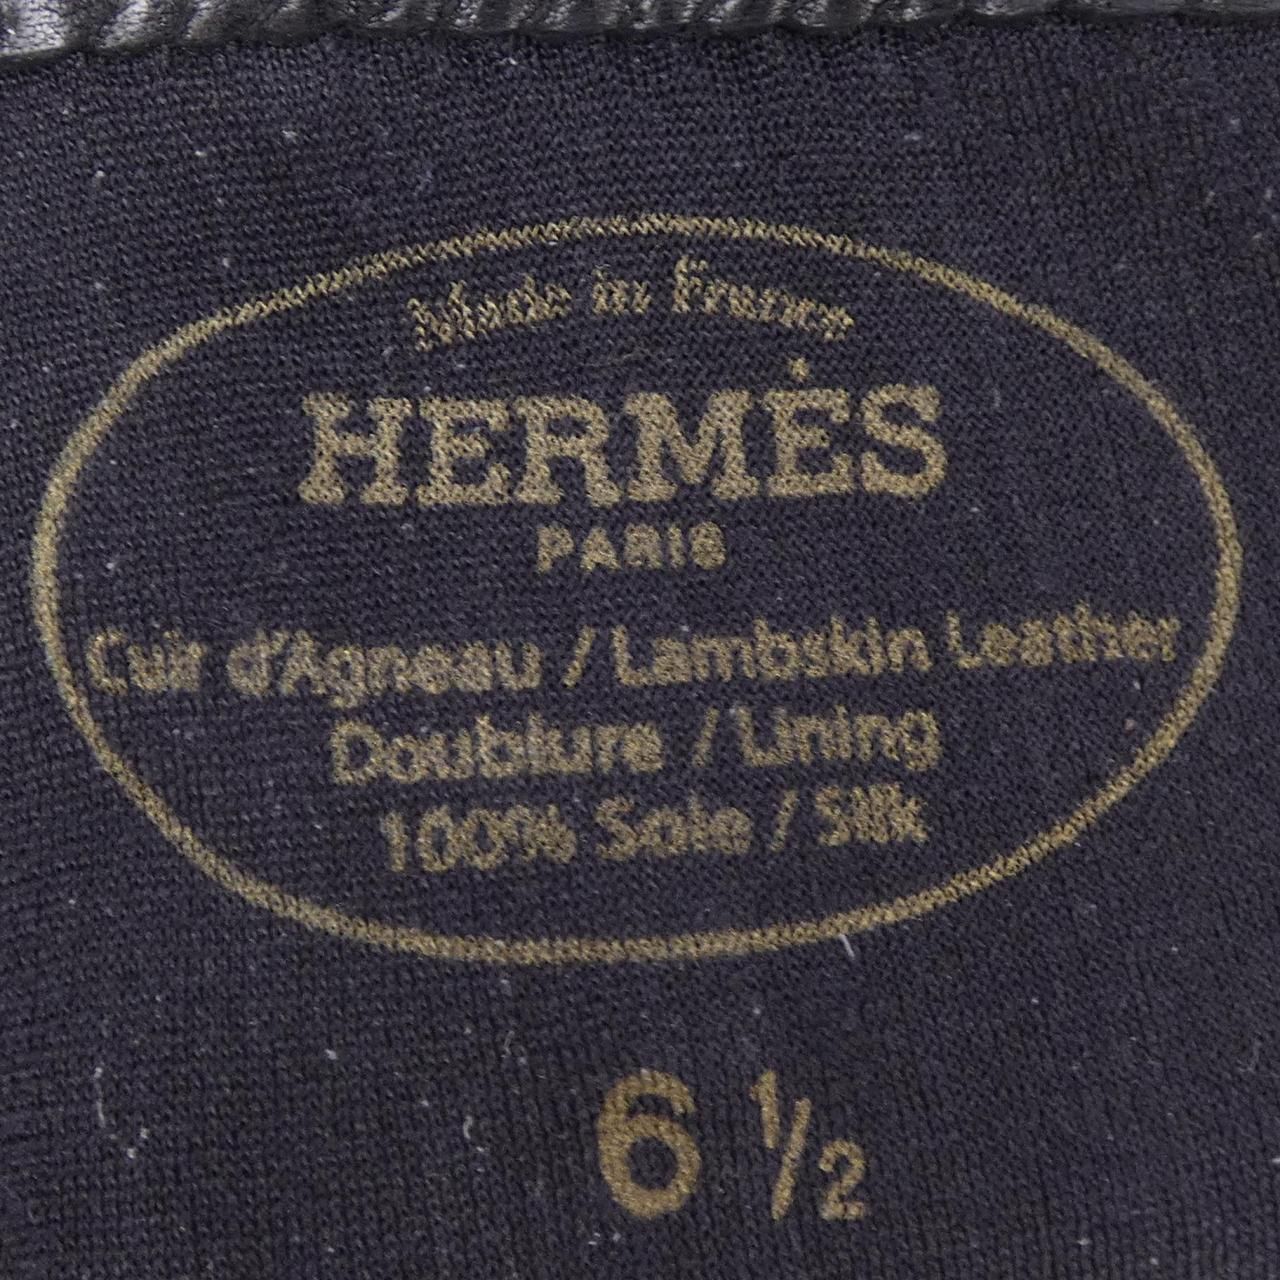 Made in France
HERMÈS
PARIS
Cuir d'Agneau / Lambskin Leather
Doublure / Lining
100% Soie / Silk
6 1/2